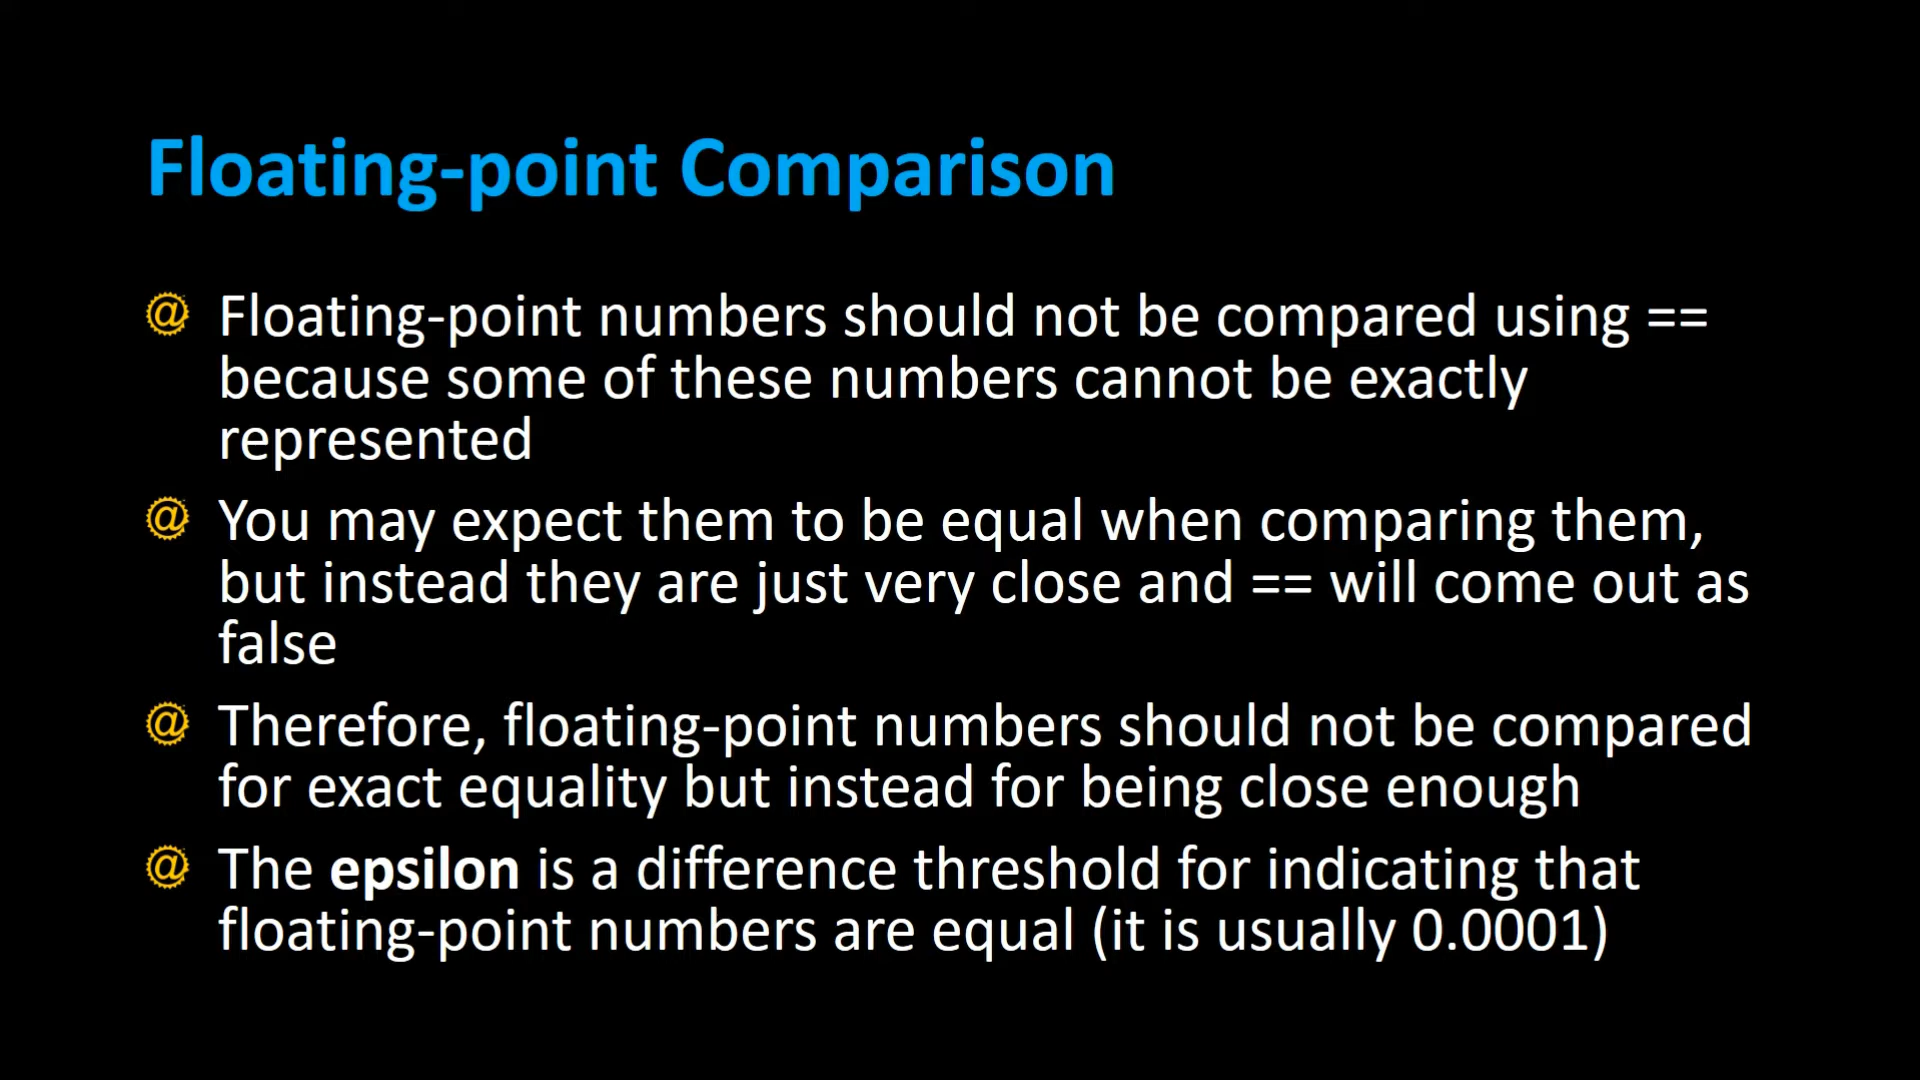 Floating-point Comparison
@ Floating-point numbers should not be compared using ==
because some of these numbers cannot be exactly
represented
@ You may expect them to be equal when comparing them,
but instead they are just very close and == will come out as
false
@ Therefore, floating-point numbers should not be compared
for exact equality but instead for being close enough
@ The epsilon is a difference threshold for indicating that
floating-point numbers are equal (it is usually 0.0001)